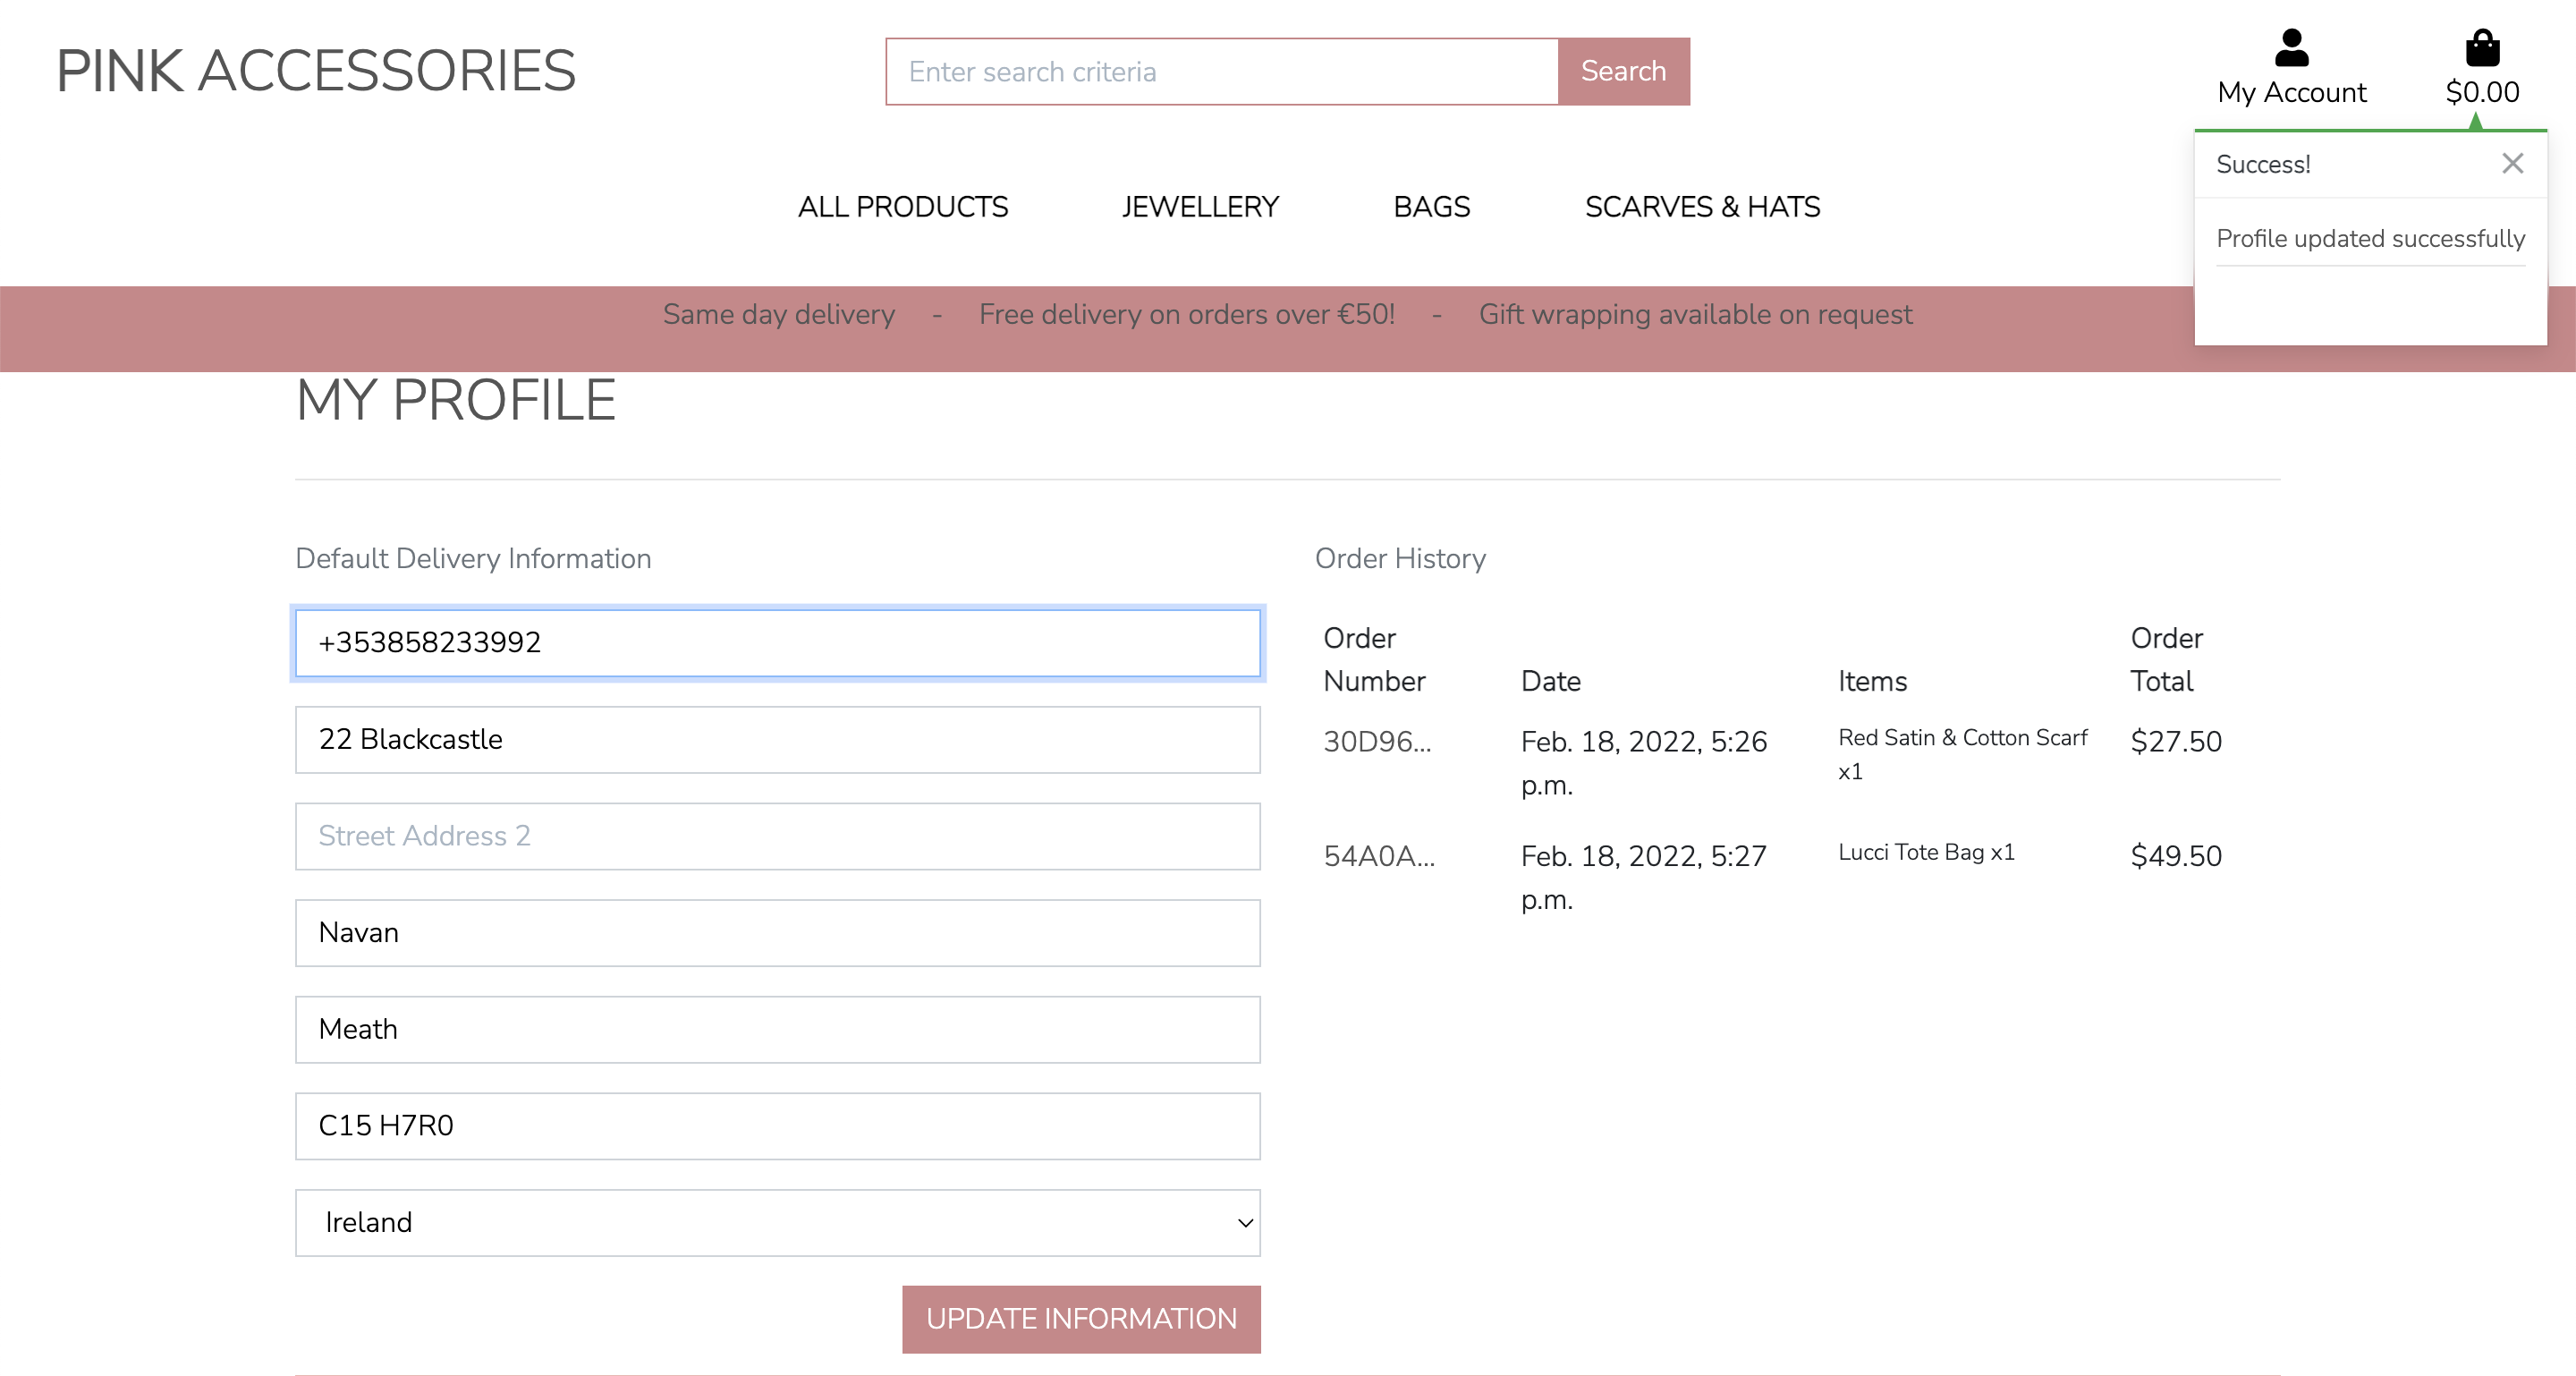 PINK ACCESSORIES
Enter search criteria
Search
My Account
$0.00
Success!
Profile updated successfully
ALL PRODUCTS
JEWELLERY
BAGS
SCARVES & HATS
Same day delivery - Free delivery on orders over €50! - Gift wrapping available on request
MY PROFILE
Default Delivery Information
+353858233992
22 Blackcastle
Street Address 2
Navan
Meath
C15 H7R0
Ireland
UPDATE INFORMATION
Order History
Order
Number
Date
Items
Order
Total
30D96...
Feb. 18, 2022, 5:26
p.m.
Red Satin & Cotton Scarf
x1
$27.50
54A0A...
Feb. 18, 2022, 5:27
p.m.
Lucci Tote Bag x1
$49.50